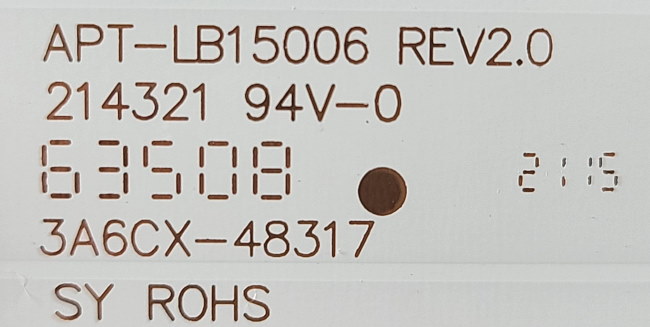 APT-LB15006 REV2.0
214321 94V-0
63508 2115
3A6CX-48317
SY ROHS